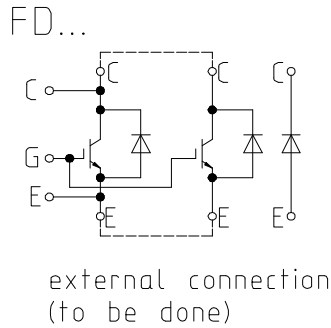 FD...
C C C
C
G
E
E E E
external connection
(to be done)